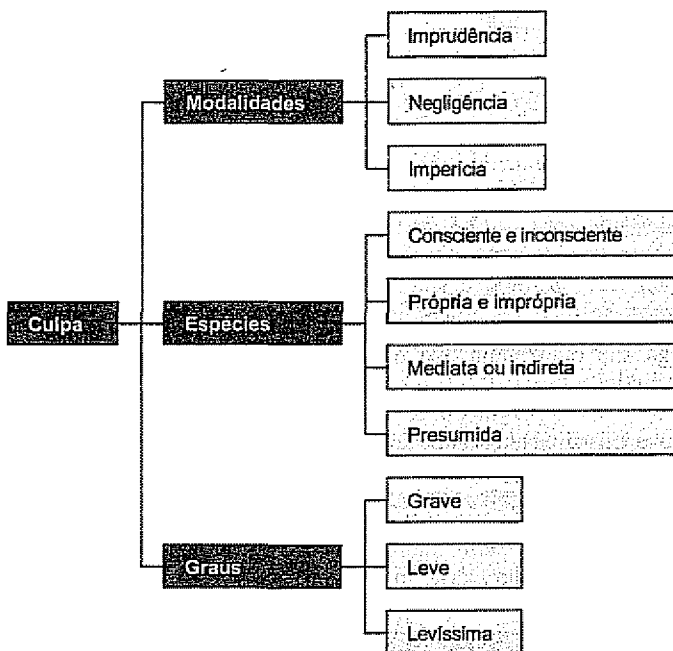 Culpa
Modalidades
Imprudência
Negligência
Imperícia
Espécies
Consciente e inconsciente
Própria e imprópria
Mediata ou indireta
Presumida
Graus
Grave
Leve
Levíssima